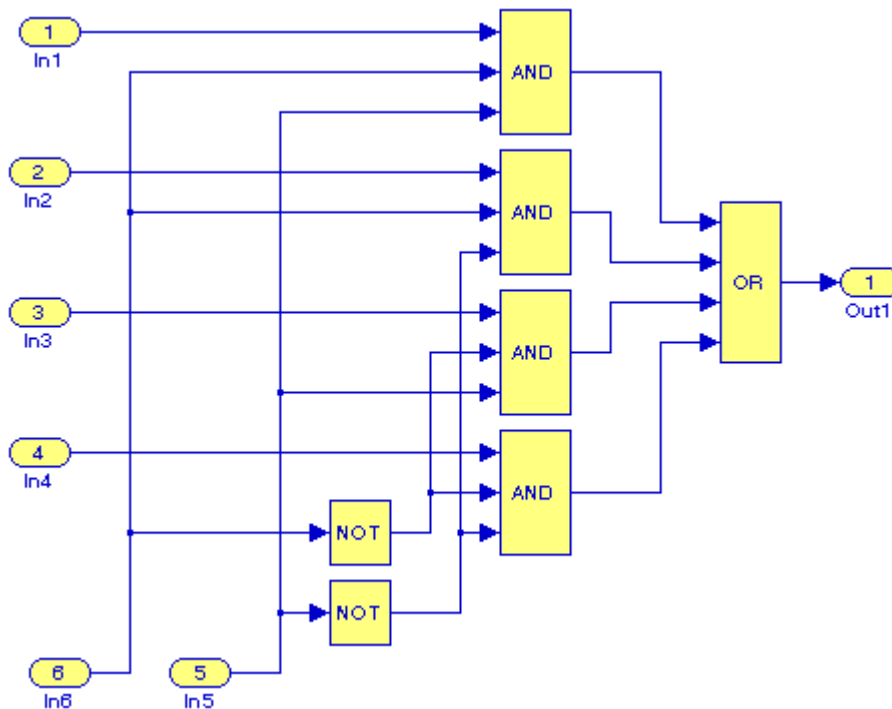 1
In1
AND
2
In2
AND
OR
1
Out1
3
In3
AND
4
In4
AND
NOT
NOT
6
In6
5
In5